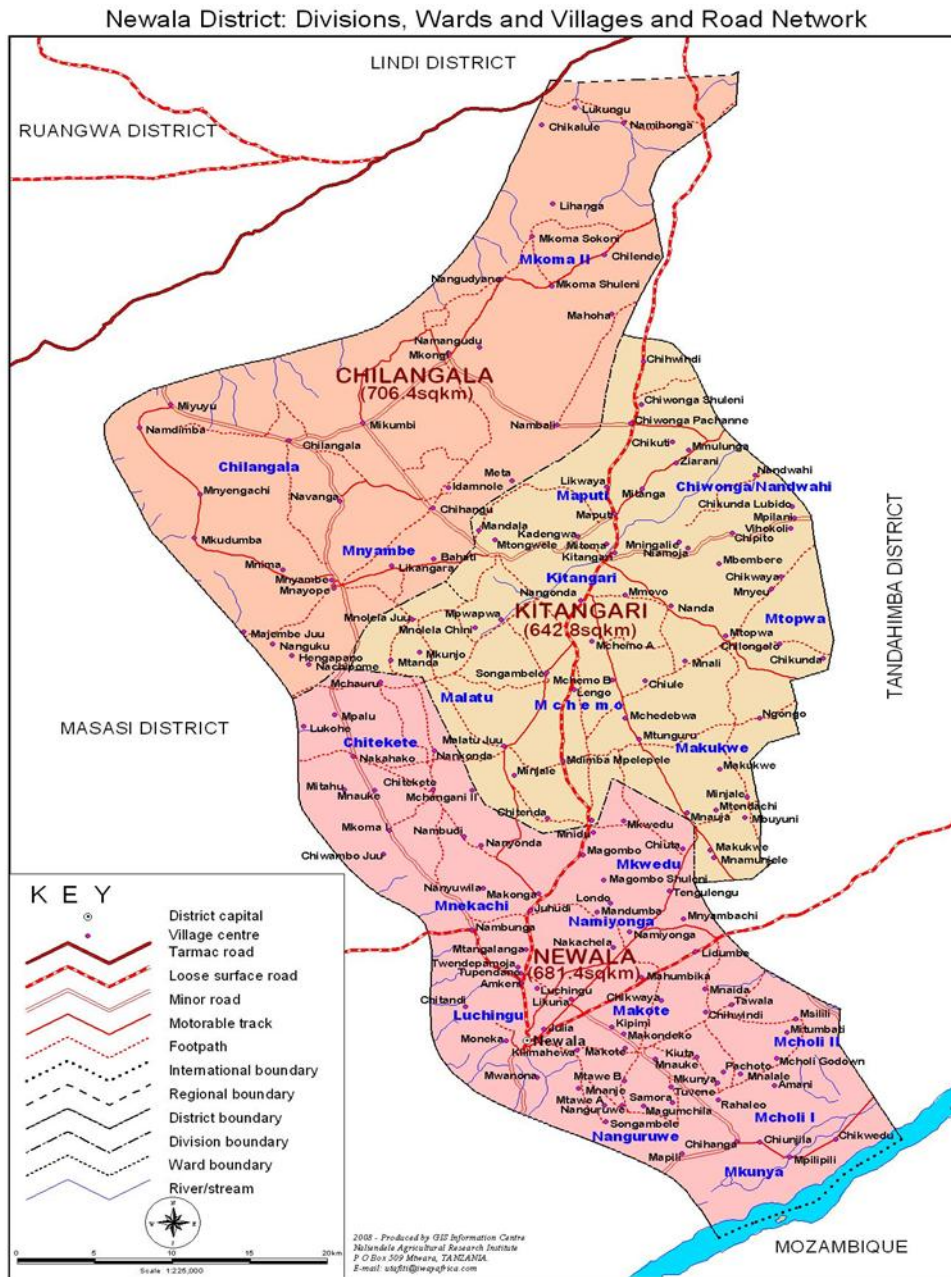 Newala District: Divisions, Wards and Villages and Road Network
LINDI DISTRICT
RUANGWA DISTRICT
Lukungu
Chikalule
Namihonga
Lihanga
Mkoma Sokoni
Mkoma II
Chilende
Nangudyane
Mkoma Shuleni
Mahoha
Namangudu
Mkongi
Chihwindi
CHILANGALA
(706.4sqkm)
Miyuyu
Chiwonga Shuleni
Namdimba
Mikumbi
Nambali
Chiwonga Pachanne
Chilangala
Chikuti
Mmulunga
Chilangala
Ziarani
Meta
Nandwahi
Mnyengachi
Navanga
Idamnole
Likwaya
Mitanga
Chiwonga/Nandwahi
Maputi
Chihangu
Maputi
Chikunda Lubido
Mpilani
Mkudumba
Mandala
Kadengwa
Vihokoli
Chipito
Mtongwele
Mitema
Mningalie
Mnyambe
Bahati
Kitangari
Niamoja
Mnima
Likangara
Mbembere
Mnyambe
Kitangari
Chikwaya
Mnayope
Nangonda
Mmovo
Mnyeu
KITANGARI
(642.8sqkm)
Mnolela Juu
Mpwapwa
Nanda
Mtopwa
Mnolela Chini
Majembe Juu
Mtopwa
Nanguku
Mkunjo
Mchemo A
Chilongelo
Hengapano
Mtanda
Mnali
Chikunda
Nachipome
Songambele
Mchauru
Mchemo B
Chiule
Malatu
Lengo
Mchemo
TANDAHIMBA DISTRICT
MASASI DISTRICT
Mpalu
Mchedebwa
Ngongo
Lukohe
Chitekete
Malatu Juu
Mtunguru
Makukwe
Nakahako
Nankonda
Mdimba Mpelepele
Makukwe
Mitahu
Chitekete
Minjale
Mnauke
Mchangani II
Minjale
Mtendachi
Chitenda
Mnauja
Mbuyuni
Mkoma I
Nambudi
Mnidu
Mkwedu
Nanyonda
Chiuta
Makukwe
Chiwambo Juu
Magombo
Mkwedu
Mnamunjele
Magombo Shuleni
Nanyuwila
Makonga
Tengulengu
Mnekachi
Londo
Juhudi
Mandumba
Mnyambachi
Nambunga
Namiyonga
Namiyonga
Mtangalanga
Nakachela
Lidumbe
NEWALA
(681.4sqkm)
Twendepamoja
Tupendano
Mahumbika
Amkeni
Luchingu
Mnaida
Chitandi
Likuna
Chikwaya
Tawala
Luchingu
Makote
Chihwindi
Msilili
Julia
Kipimi
Mitumbati
Moneka
Newala
Makondeko
Mcholi II
Kilimahewa
Makote
Kiuta
Mcholi Godown
Mnauke
Pachoto
Mwanona
Mtawe B
Mkunya
Mnalale
Mnanje
Tuvene
Amani
Mtawe A
Samora
Rahaleo
Nanguruwe
Magumchila
Mcholi I
Songambele
Nanguruwe
Chihanga
Chiunjila
Chikwedu
Mapili
Mpilipili
Mkunya
MOZAMBIQUE
KEY
District capital
Village centre
Tarmac road
Loose surface road
Minor road
Motorable track
Footpath
International boundary
Regional boundary
District boundary
Division boundary
Ward boundary
River/stream
0 5 10 15 20km
Scale 1:225,000
2008 - Produced by GIS Information Centre
Naliendele Agricultural Research Institute
P O Box 509 Mtwara, TANZANIA.
E-mail: utafiti@iwayafrica.com